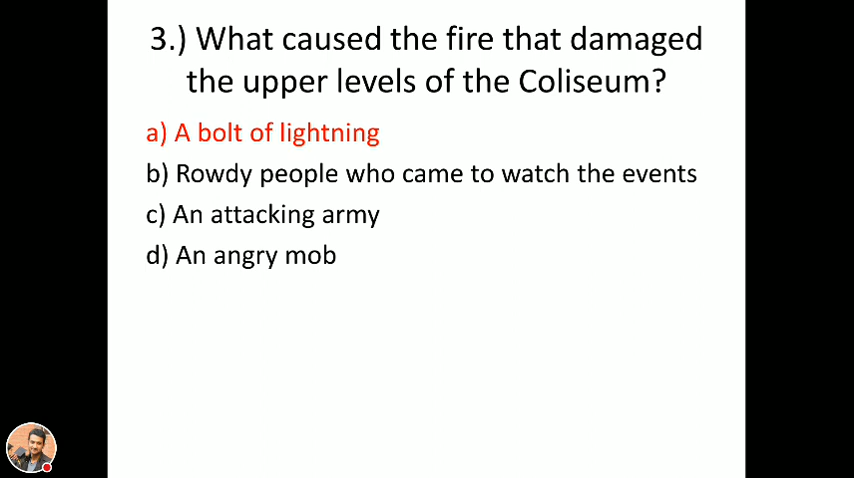 3.) What caused the fire that damaged
the upper levels of the Coliseum?
a) A bolt of lightning
b) Rowdy people who came to watch the events
c) An attacking army
d) An angry mob